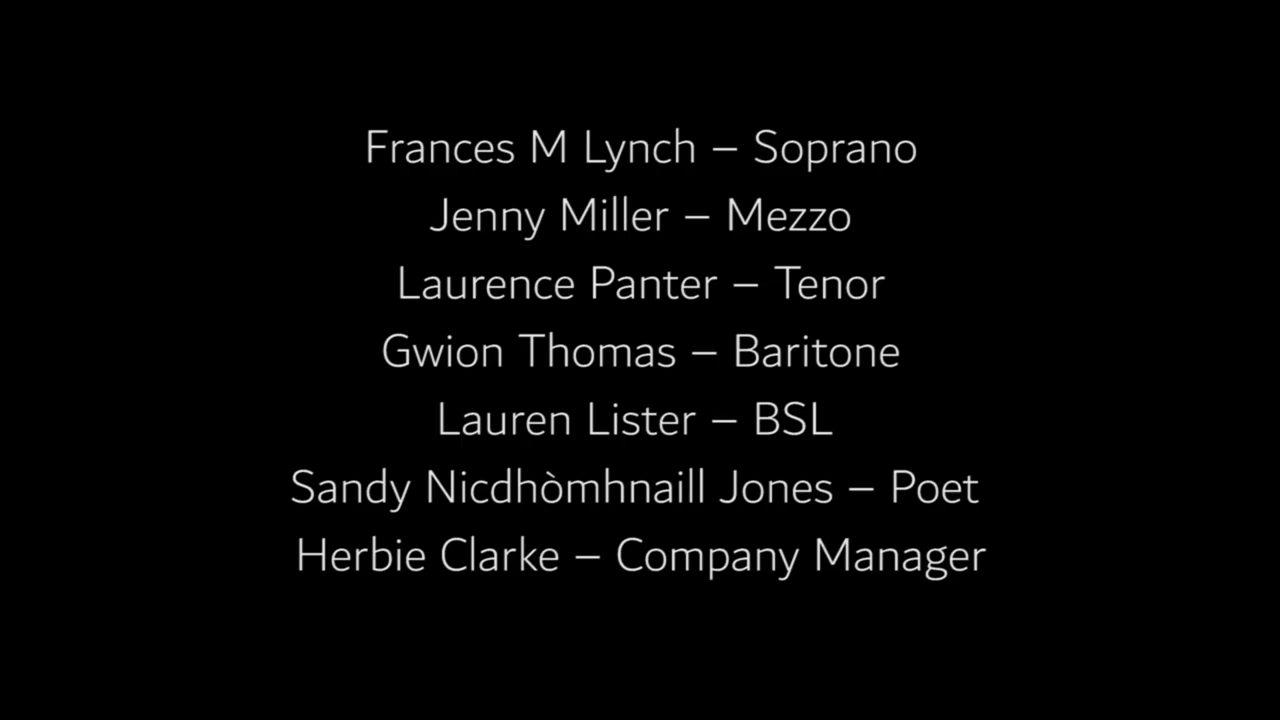 Frances M Lynch – Soprano
Jenny Miller – Mezzo
Laurence Panter – Tenor
Gwion Thomas – Baritone
Lauren Lister – BSL
Sandy Nicdhòmhnaill Jones – Poet
Herbie Clarke – Company Manager